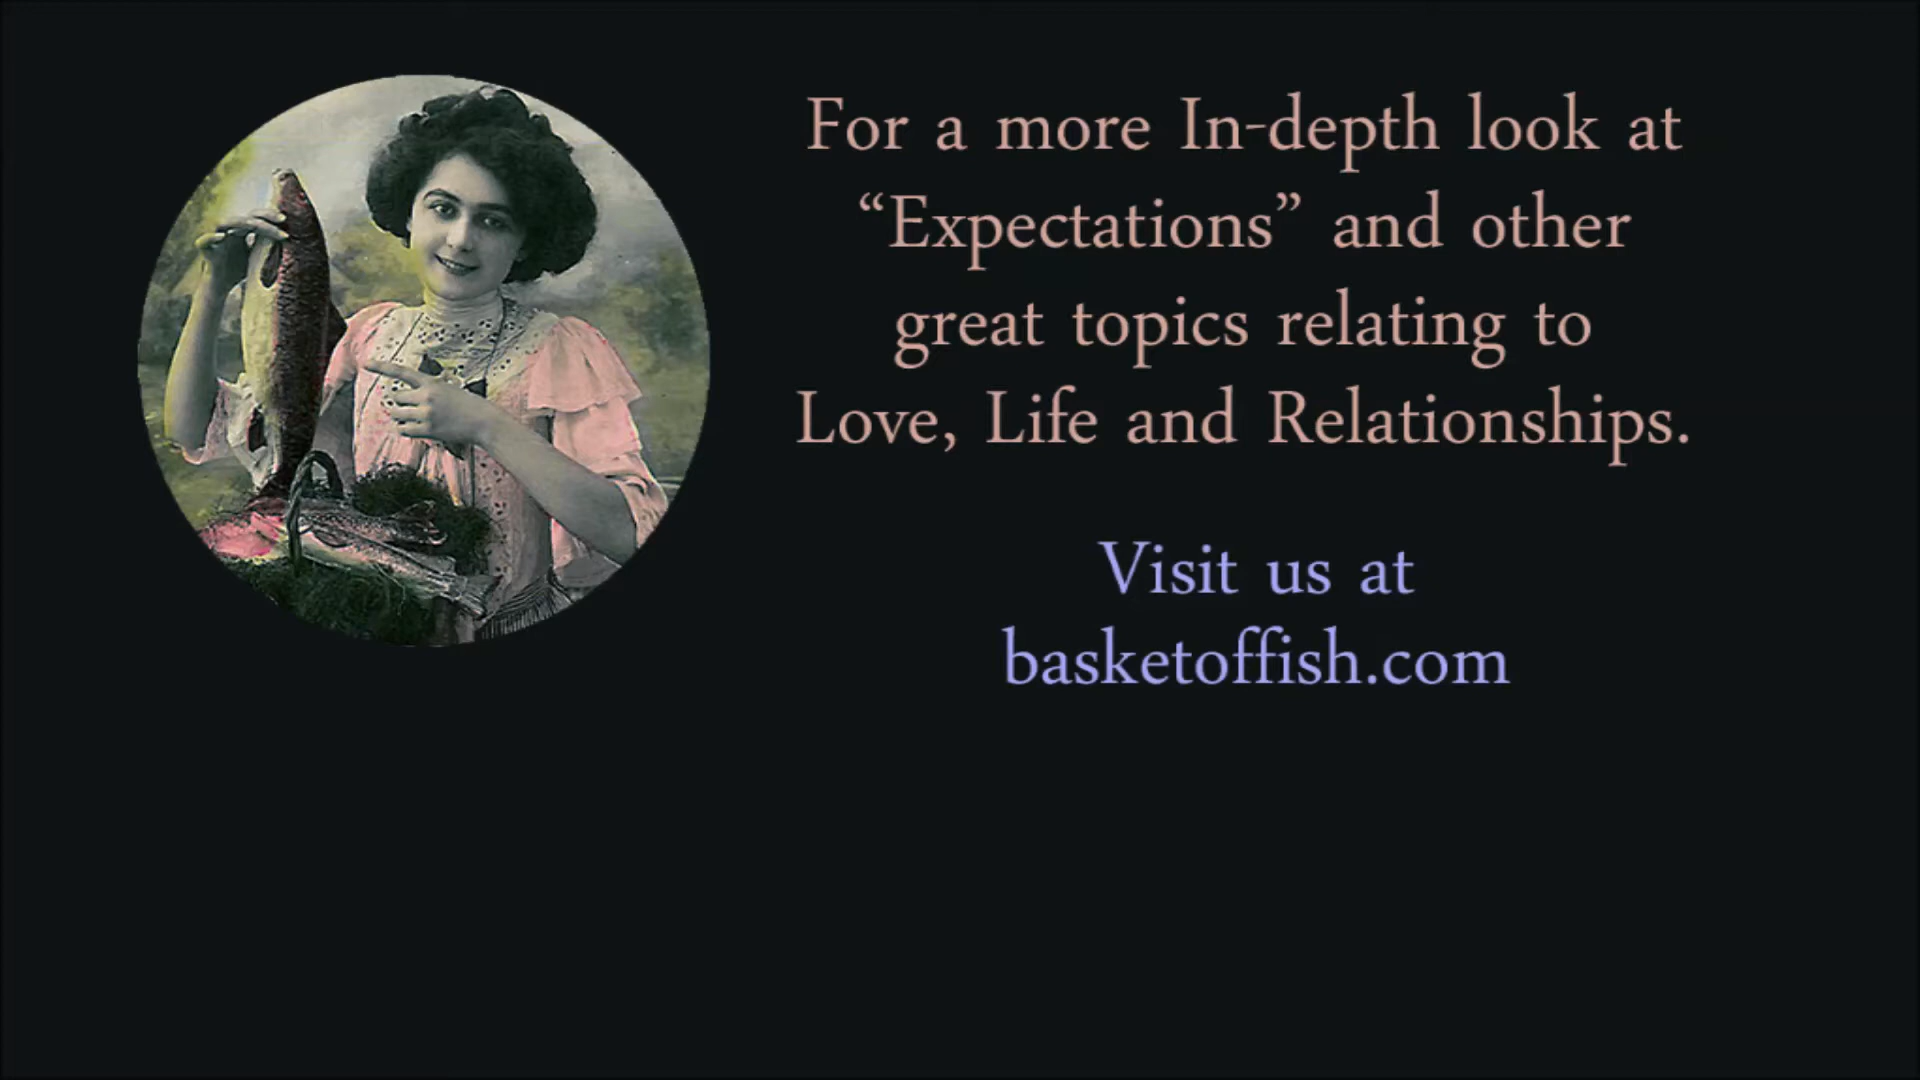 For a more In-depth look at
“Expectations” and other
great topics relating to
Love, Life and Relationships.
Visit us at
basketoffish.com